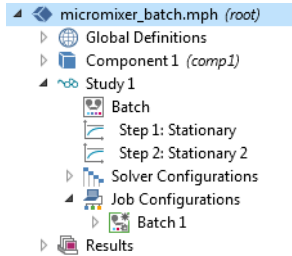 micromixer_batch.mph (root)
Global Definitions
Component 1 (comp1)
Study 1
Batch
Step 1: Stationary
Step 2: Stationary 2
Solver Configurations
Job Configurations
Batch 1
Results